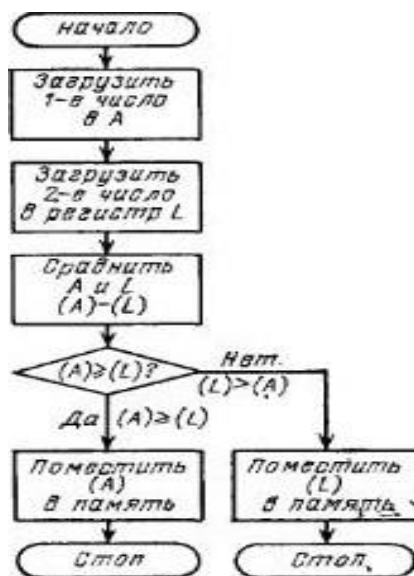 начало
Загрузить
1-е число
в А
Загрузить
2-е число
в регистр L
Сравнить
А и L
(А)-(L)
(А)≥(L)?
Нет.
(L)>(А)
Да (А)≥(L)
Поместить
(А)
в память
Поместить
(L)
в память
Стоп
Стоп.